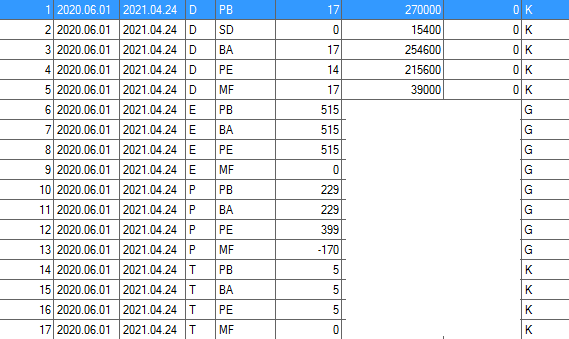 1 2020.06.01 2021.04.24 D PB 17 270000 0 K
2 2020.06.01 2021.04.24 D SD 0 15400 0 K
3 2020.06.01 2021.04.24 D BA 17 254600 0 K
4 2020.06.01 2021.04.24 D PE 14 215600 0 K
5 2020.06.01 2021.04.24 D MF 17 39000 0 K
6 2020.06.01 2021.04.24 E PB 515 G
7 2020.06.01 2021.04.24 E BA 515 G
8 2020.06.01 2021.04.24 E PE 515 G
9 2020.06.01 2021.04.24 E MF 0 G
10 2020.06.01 2021.04.24 P PB 229 G
11 2020.06.01 2021.04.24 P BA 229 G
12 2020.06.01 2021.04.24 P PE 399 G
13 2020.06.01 2021.04.24 P MF -170 G
14 2020.06.01 2021.04.24 T PB 5 K
15 2020.06.01 2021.04.24 T BA 5 K
16 2020.06.01 2021.04.24 T PE 5 K
17 2020.06.01 2021.04.24 T MF 0 K